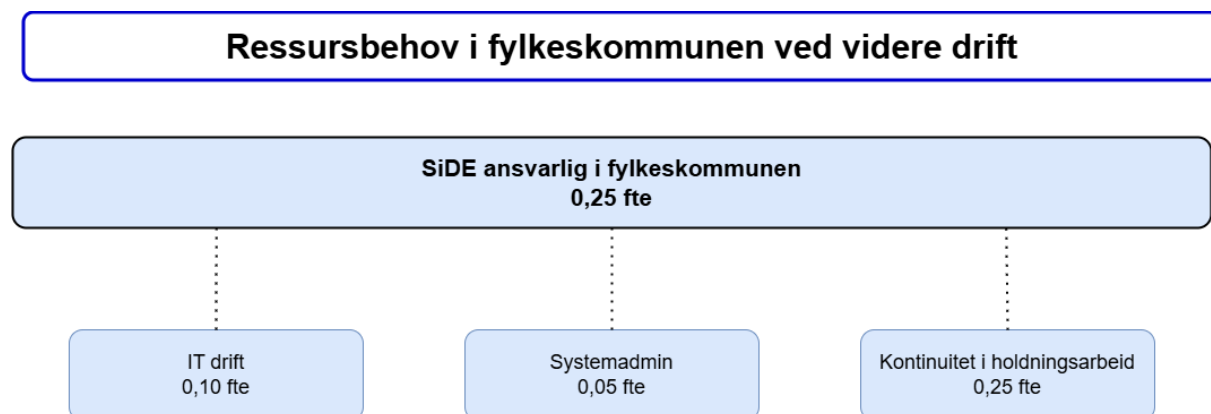 Ressursbehov i fylkeskommunen ved videre drift
SiDE ansvarlig i fylkeskommunen
0,25 fte
IT drift
0,10 fte
Systemadmin
0,05 fte
Kontinuitet i holdningsarbeid
0,25 fte